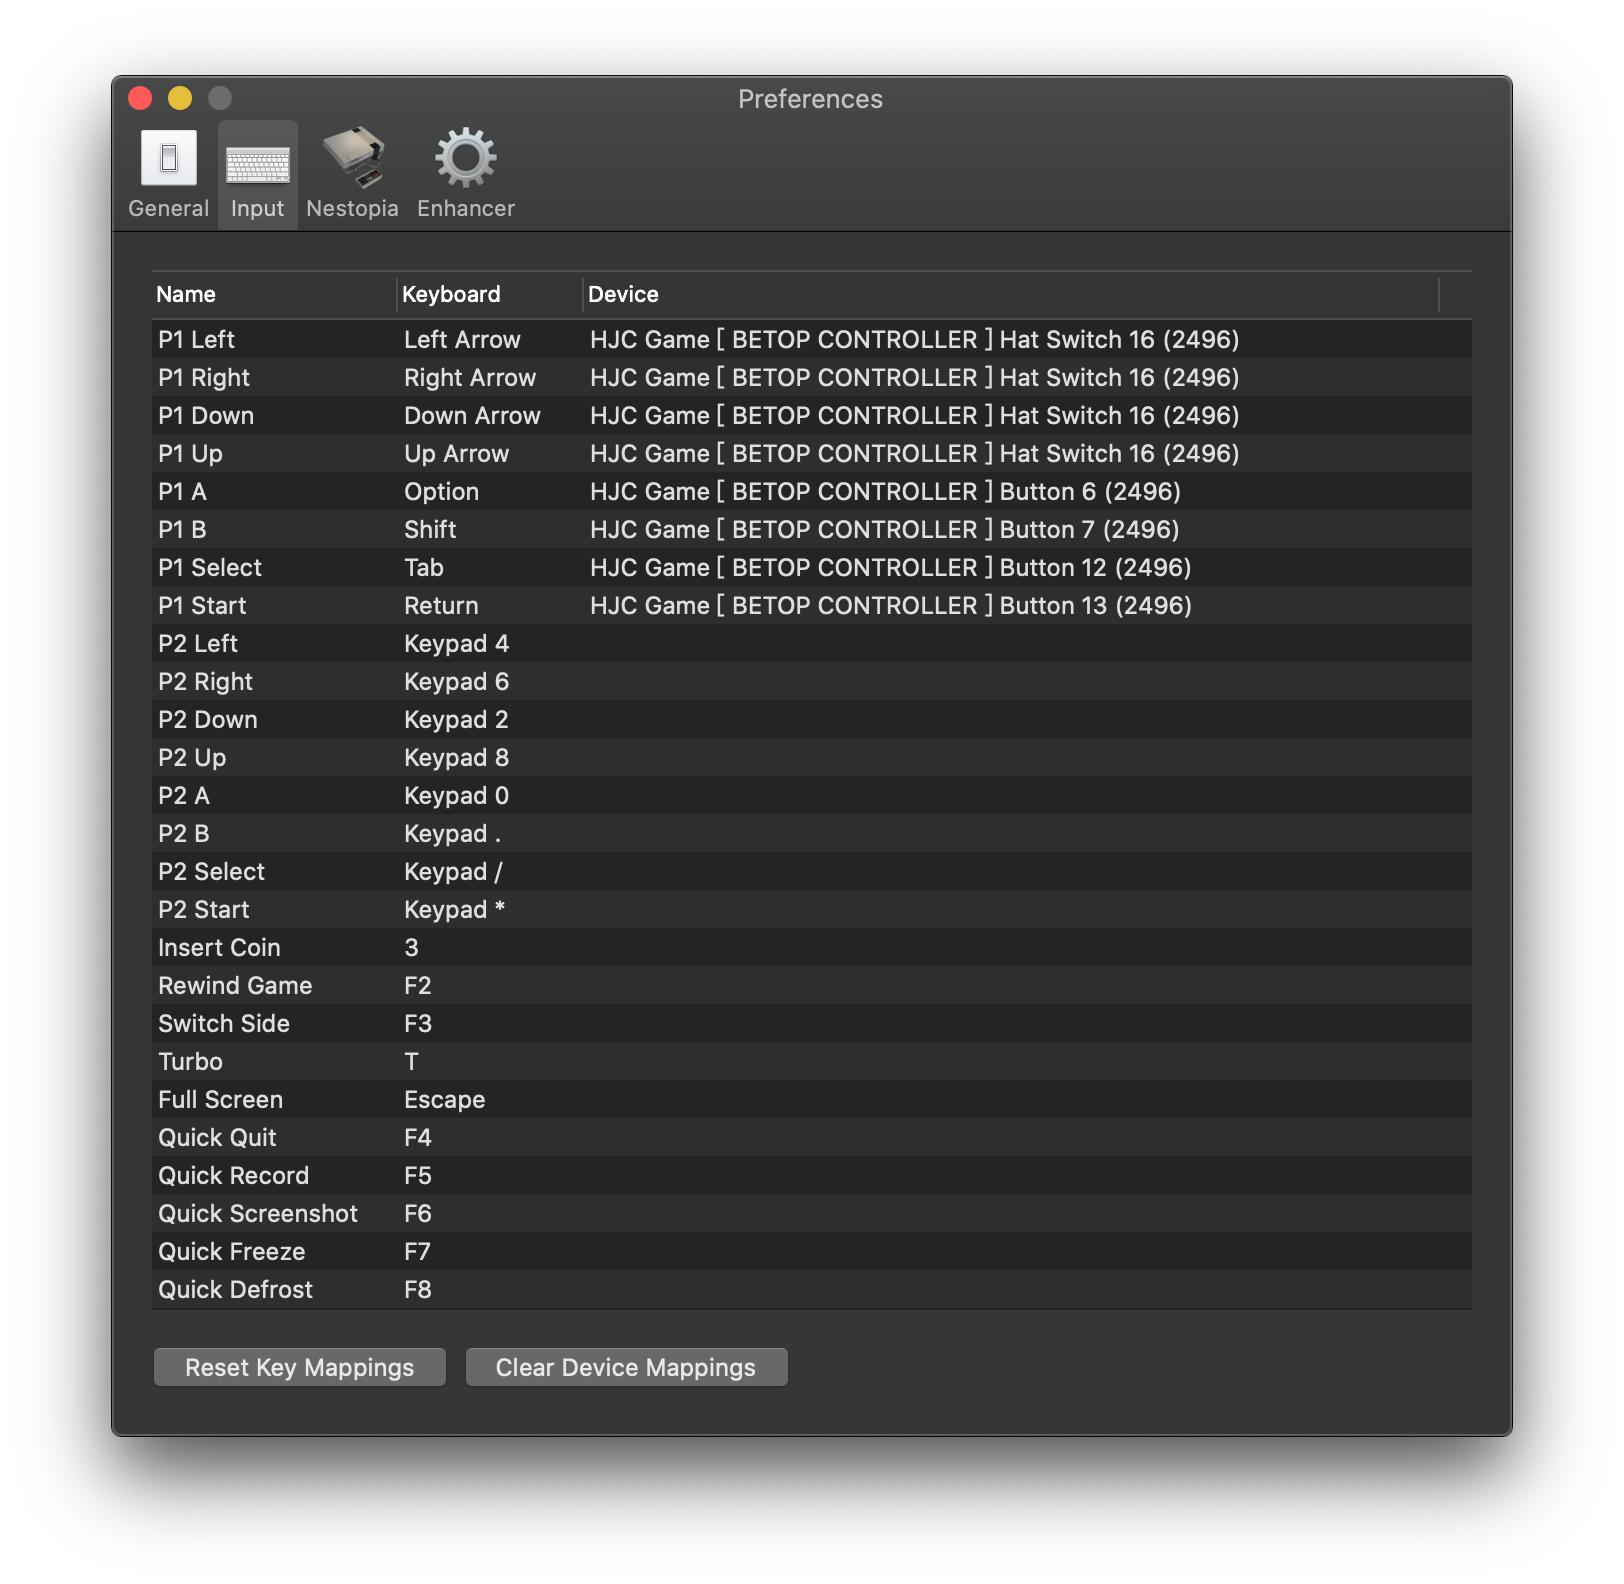 Preferences
General Input Nestopia Enhancer
Name Keyboard Device
P1 Left Left Arrow HJC Game [ BETOP CONTROLLER ] Hat Switch 16 (2496)
P1 Right Right Arrow HJC Game [ BETOP CONTROLLER ] Hat Switch 16 (2496)
P1 Down Down Arrow HJC Game [ BETOP CONTROLLER ] Hat Switch 16 (2496)
P1 Up Up Arrow HJC Game [ BETOP CONTROLLER ] Hat Switch 16 (2496)
P1 A Option HJC Game [ BETOP CONTROLLER ] Button 6 (2496)
P1 B Shift HJC Game [ BETOP CONTROLLER ] Button 7 (2496)
P1 Select Tab HJC Game [ BETOP CONTROLLER ] Button 12 (2496)
P1 Start Return HJC Game [ BETOP CONTROLLER ] Button 13 (2496)
P2 Left Keypad 4
P2 Right Keypad 6
P2 Down Keypad 2
P2 Up Keypad 8
P2 A Keypad 0
P2 B Keypad .
P2 Select Keypad /
P2 Start Keypad *
Insert Coin 3
Rewind Game F2
Switch Side F3
Turbo T
Full Screen Escape
Quick Quit F4
Quick Record F5
Quick Screenshot F6
Quick Freeze F7
Quick Defrost F8
Reset Key Mappings Clear Device Mappings